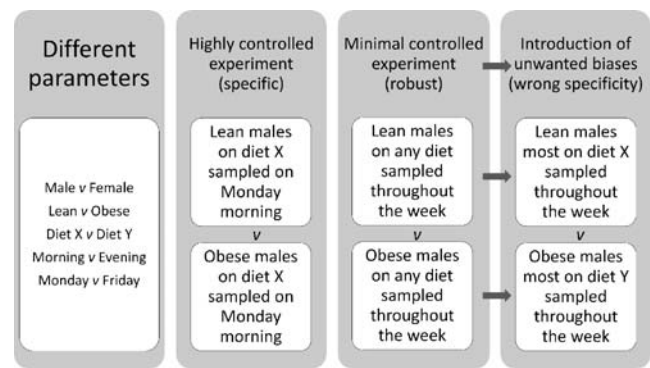 Different
parameters
Male v Female
Lean v Obese
Diet X v Diet Y
Morning v Evening
Monday v Friday
Highly controlled
experiment
(specific)
Lean males
on diet X
sampled on
Monday
morning
v
Obese males
on diet X
sampled on
Monday
morning
Minimal controlled
experiment
(robust)
Lean males
on any diet
sampled
throughout
the week
v
Obese males
on any diet
sampled
throughout
the week
Introduction of
unwanted biases
(wrong specificity)
Lean males
most on diet X
sampled
throughout
the week
v
Obese males
most on diet Y
sampled
throughout
the week